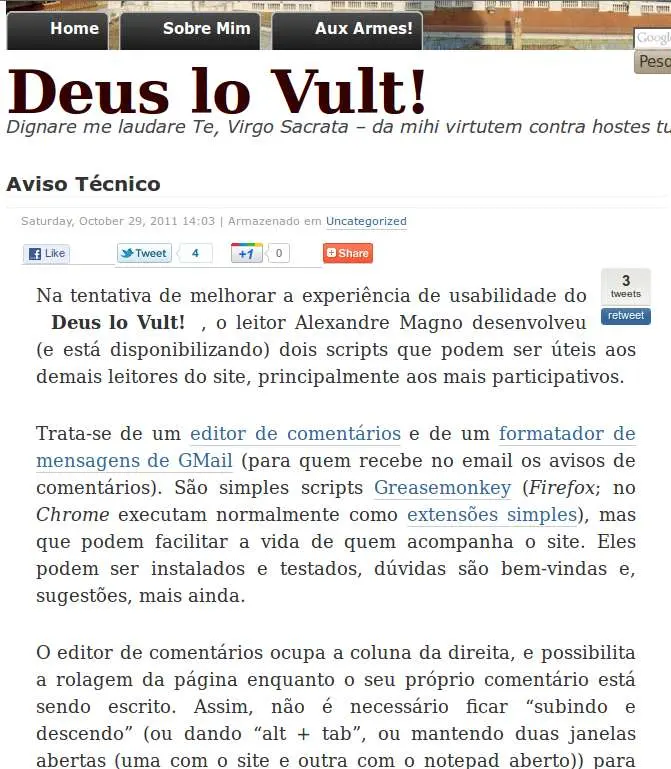 Home Sobre Mim Aux Armes!
Google
Deus lo Vult!
Dignare me laudare Te, Virgo Sacrata – da mihi virtutem contra hostes
Aviso Técnico
Saturday, October 29, 2011 14:03 | Armazenado em Uncategorized
Like Tweet 4 +1 0 Share
3
tweets
retweet
Na tentativa de melhorar a experiência de usabilidade do
Deus lo Vult! , o leitor Alexandre Magno desenvolveu
(e está disponibilizando) dois scripts que podem ser úteis aos
demais leitores do site, principalmente aos mais participativos.
Trata-se de um editor de comentários e de um formatador de
mensagens de GMail (para quem recebe no email os avisos de
comentários). São simples scripts Greasemonkey (Firefox; no
Chrome executam normalmente como extensões simples), mas
que podem facilitar a vida de quem acompanha o site. Eles
podem ser instalados e testados, dúvidas são bem-vindas e,
sugestões, mais ainda.
O editor de comentários ocupa a coluna da direita, e possibilita
a rolagem da página enquanto o seu próprio comentário está
sendo escrito. Assim, não é necessário ficar “subindo e
descendo” (ou dando “alt + tab”, ou mantendo duas janelas
abertas (uma com o site e outra com o notepad aberto)) para